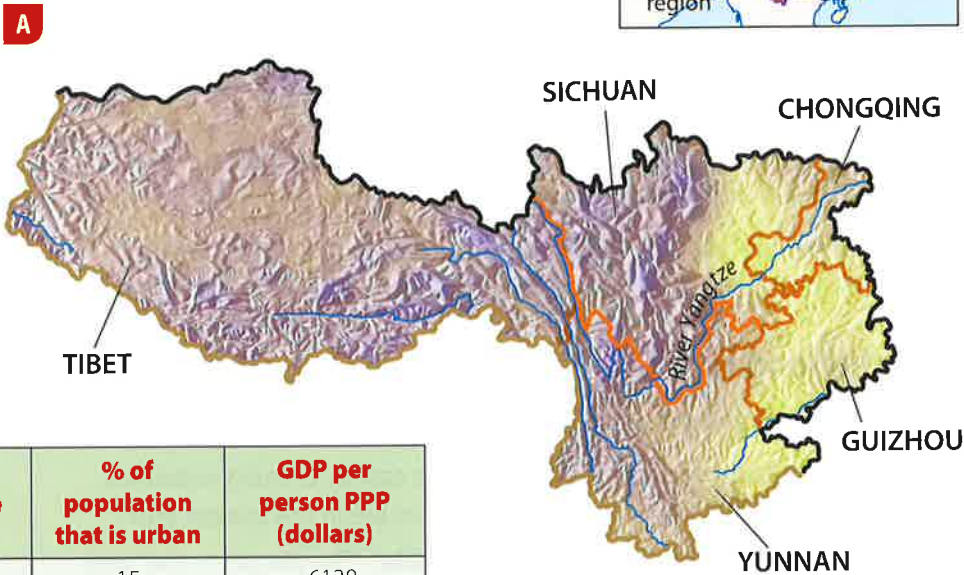 A
region
SICHUAN
CHONGQING
River Yangtze
TIBET
GUIZHOU
YUNNAN
% of
population
that is urban
GDP per
person PPP
(dollars)